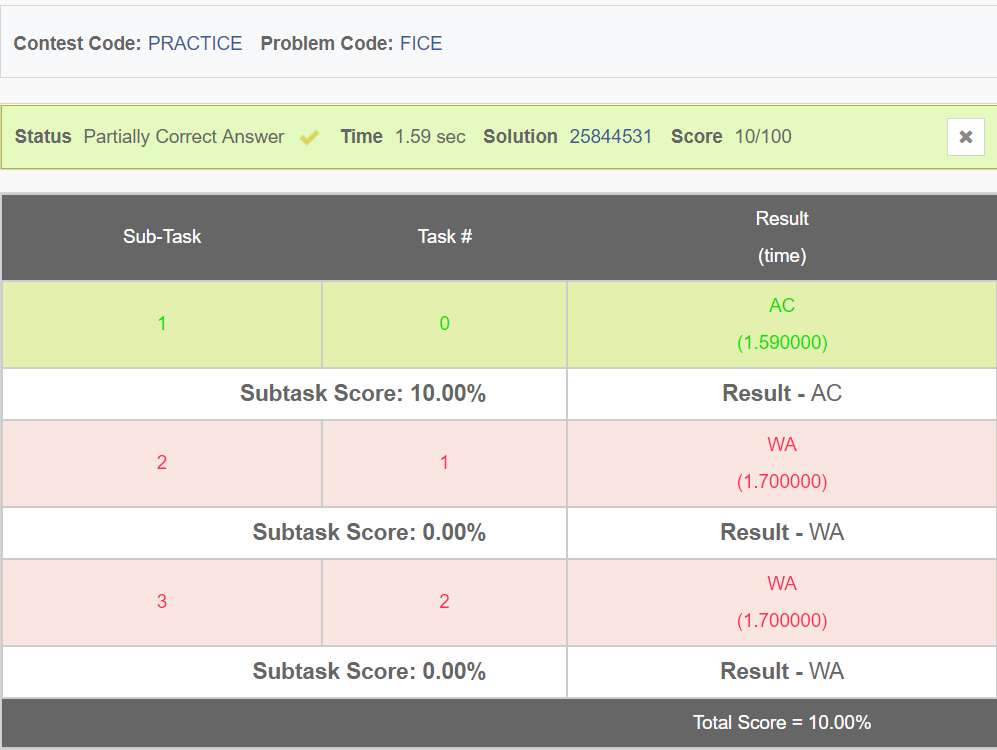 Contest Code: PRACTICE Problem Code: FICE
Status Partially Correct Answer ✔ Time 1.59 sec Solution 25844531 Score 10/100 ✖
Sub-Task Task # Result
(time)
1 0 AC
(1.590000)
Subtask Score: 10.00% Result - AC
2 1 WA
(1.700000)
Subtask Score: 0.00% Result - WA
3 2 WA
(1.700000)
Subtask Score: 0.00% Result - WA
Total Score = 10.00%